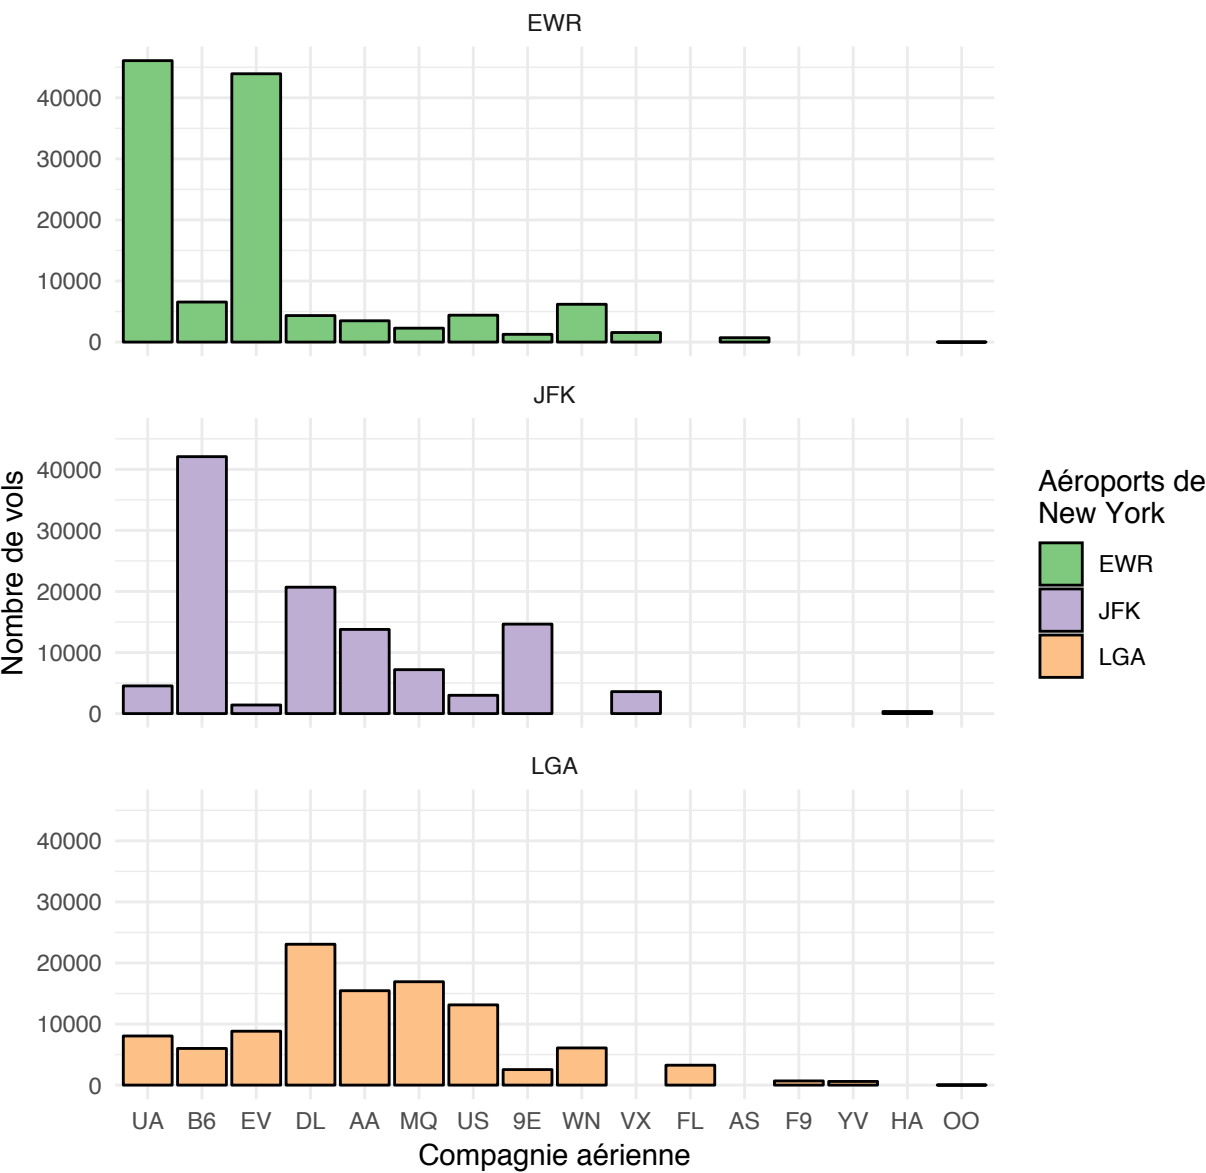 EWR
40000
30000
20000
10000
0
JFK
40000
30000
20000
10000
0
LGA
40000
30000
20000
10000
0
UA B6 EV DL AA MQ US 9E WN VX FL AS F9 YV HA OO
Compagnie aérienne
Nombre de vols
Aéroports de
New York
EWR
JFK
LGA